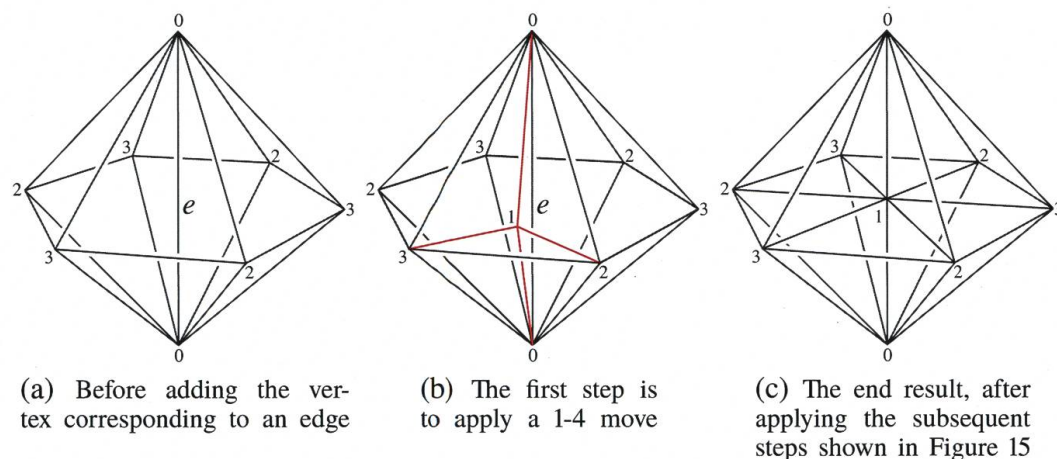 0
3
2
2
e
3
3
2
0
(a) Before adding the ver-
tex corresponding to an edge
0
3
2
2
1
e
3
3
2
0
(b) The first step is
to apply a 1-4 move
0
3
2
2
1
3
3
2
0
(c) The end result, after
applying the subsequent
steps shown in Figure 15